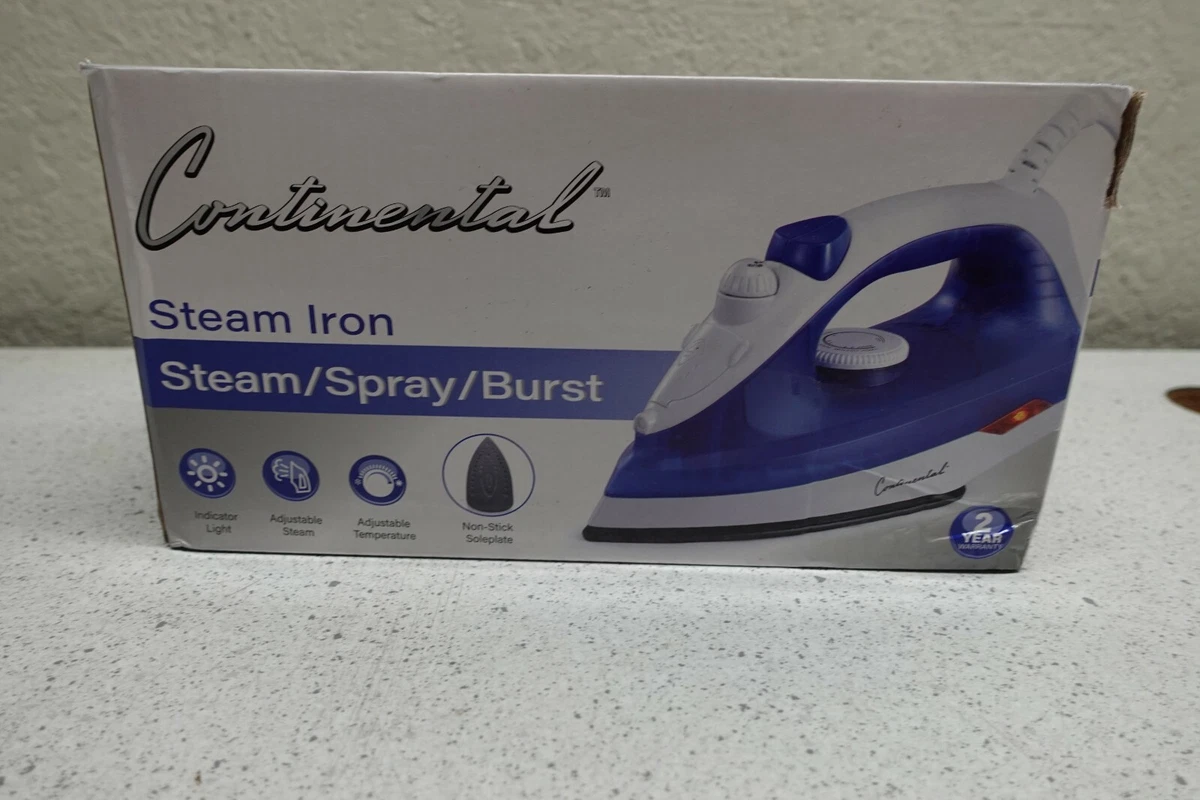 Continental™
Steam Iron
Steam/Spray/Burst
Indicator
Light
Adjustable
Steam
Adjustable
Temperature
Non-Stick
Soleplate
Continental
2
YEAR
WARRANTY